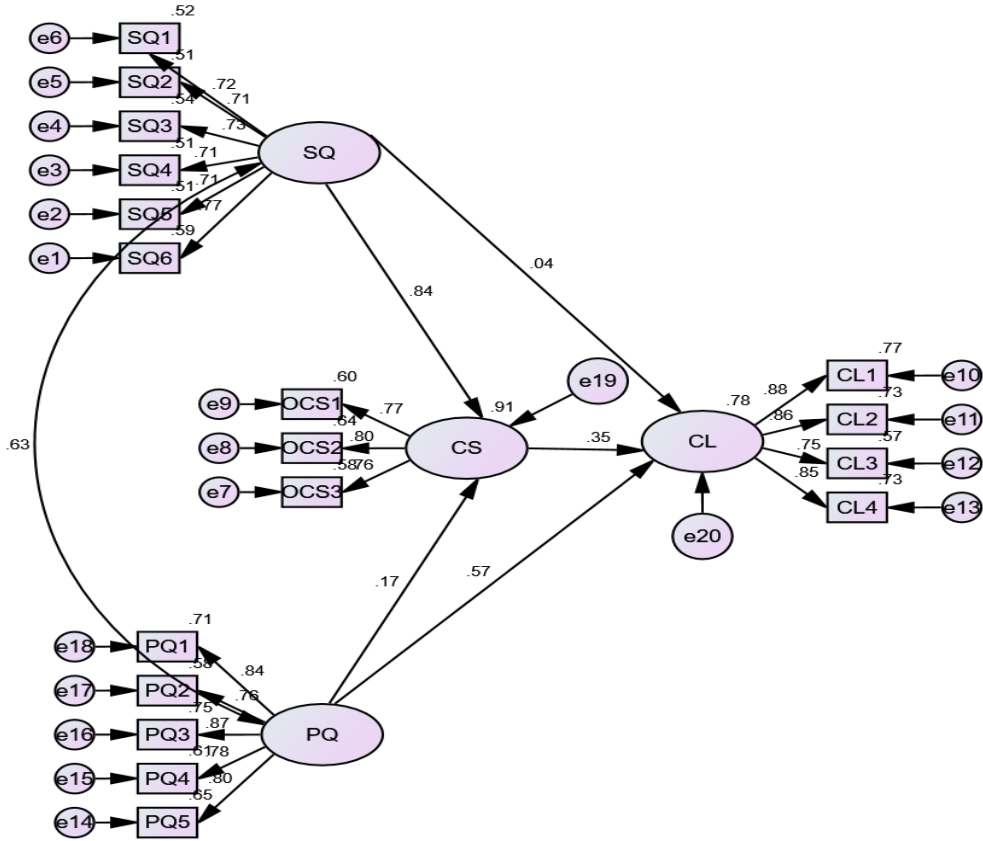 .52
e6 SQ1
.51
e5 SQ2 .72
.54 .71
e4 SQ3 .73
.51
e3 SQ4 .71
.51 .71
e2 SQ5 .77
.59
e1 SQ6
SQ
.04
.84
.63
.60
e9 OCS1 .77
.64
e8 OCS2 .80
.58 .76
e7 OCS3
CS
.91
e19
.35
.78
CL
e20
.77
.88 CL1 e10
.73
.86 CL2 e11
.57
.75 CL3 e12
.73
.85 CL4 e13
.17
.57
.71
e18 PQ1
.58 .84
e17 PQ2 .76
.75
e16 PQ3 .87
.61 .78
e15 PQ4 .80
.65
e14 PQ5
PQ